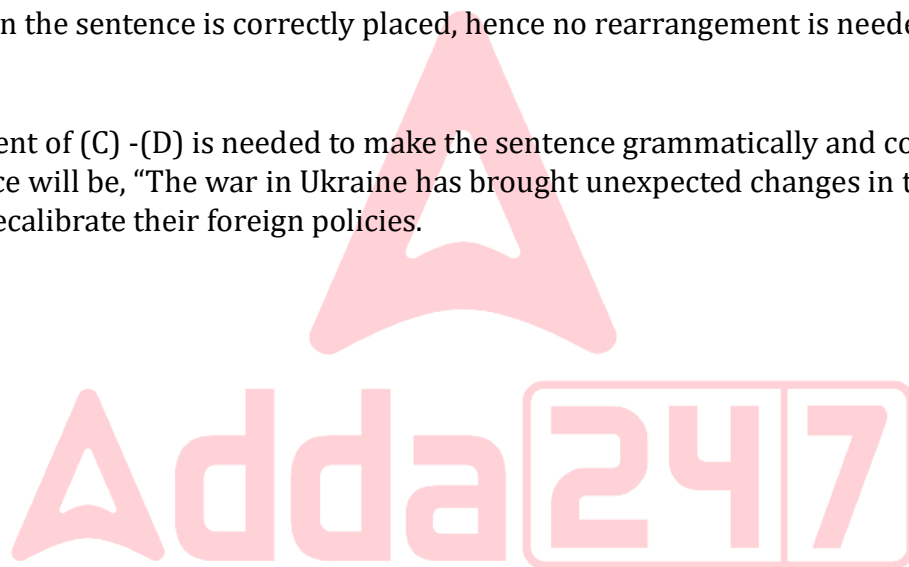 n the sentence is correctly placed, hence no rearrangement is neede
ent of (C) -(D) is needed to make the sentence grammatically and co
ce will be, “The war in Ukraine has brought unexpected changes in t
ecalibrate their foreign policies.
Adda247